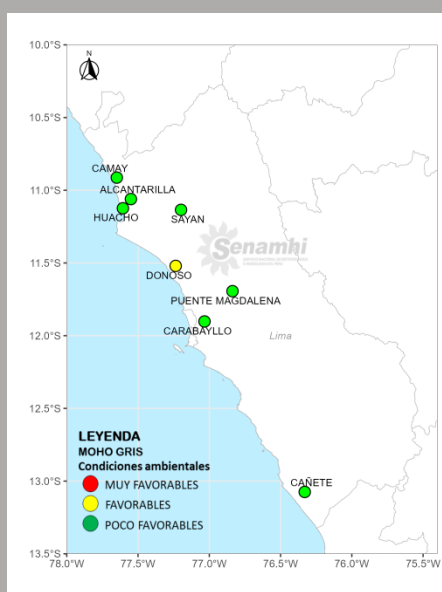 10.0°S
N
10.5°S
CAMAY
11.0°S
ALCANTARILLA
HUACHO
SAYAN
Senamhi
11.5°S
DONOSO
PUENTE MAGDALENA
CARABAYLLO
12.0°S
Lima
12.5°S
LEYENDA
MOHO GRIS
Condiciones ambientales
MUY FAVORABLES
FAVORABLES
POCO FAVORABLES
CAÑETE
13.0°S
13.5°S
78.0°W 77.5°W 77.0°W 76.5°W 76.0°W 75.5°W